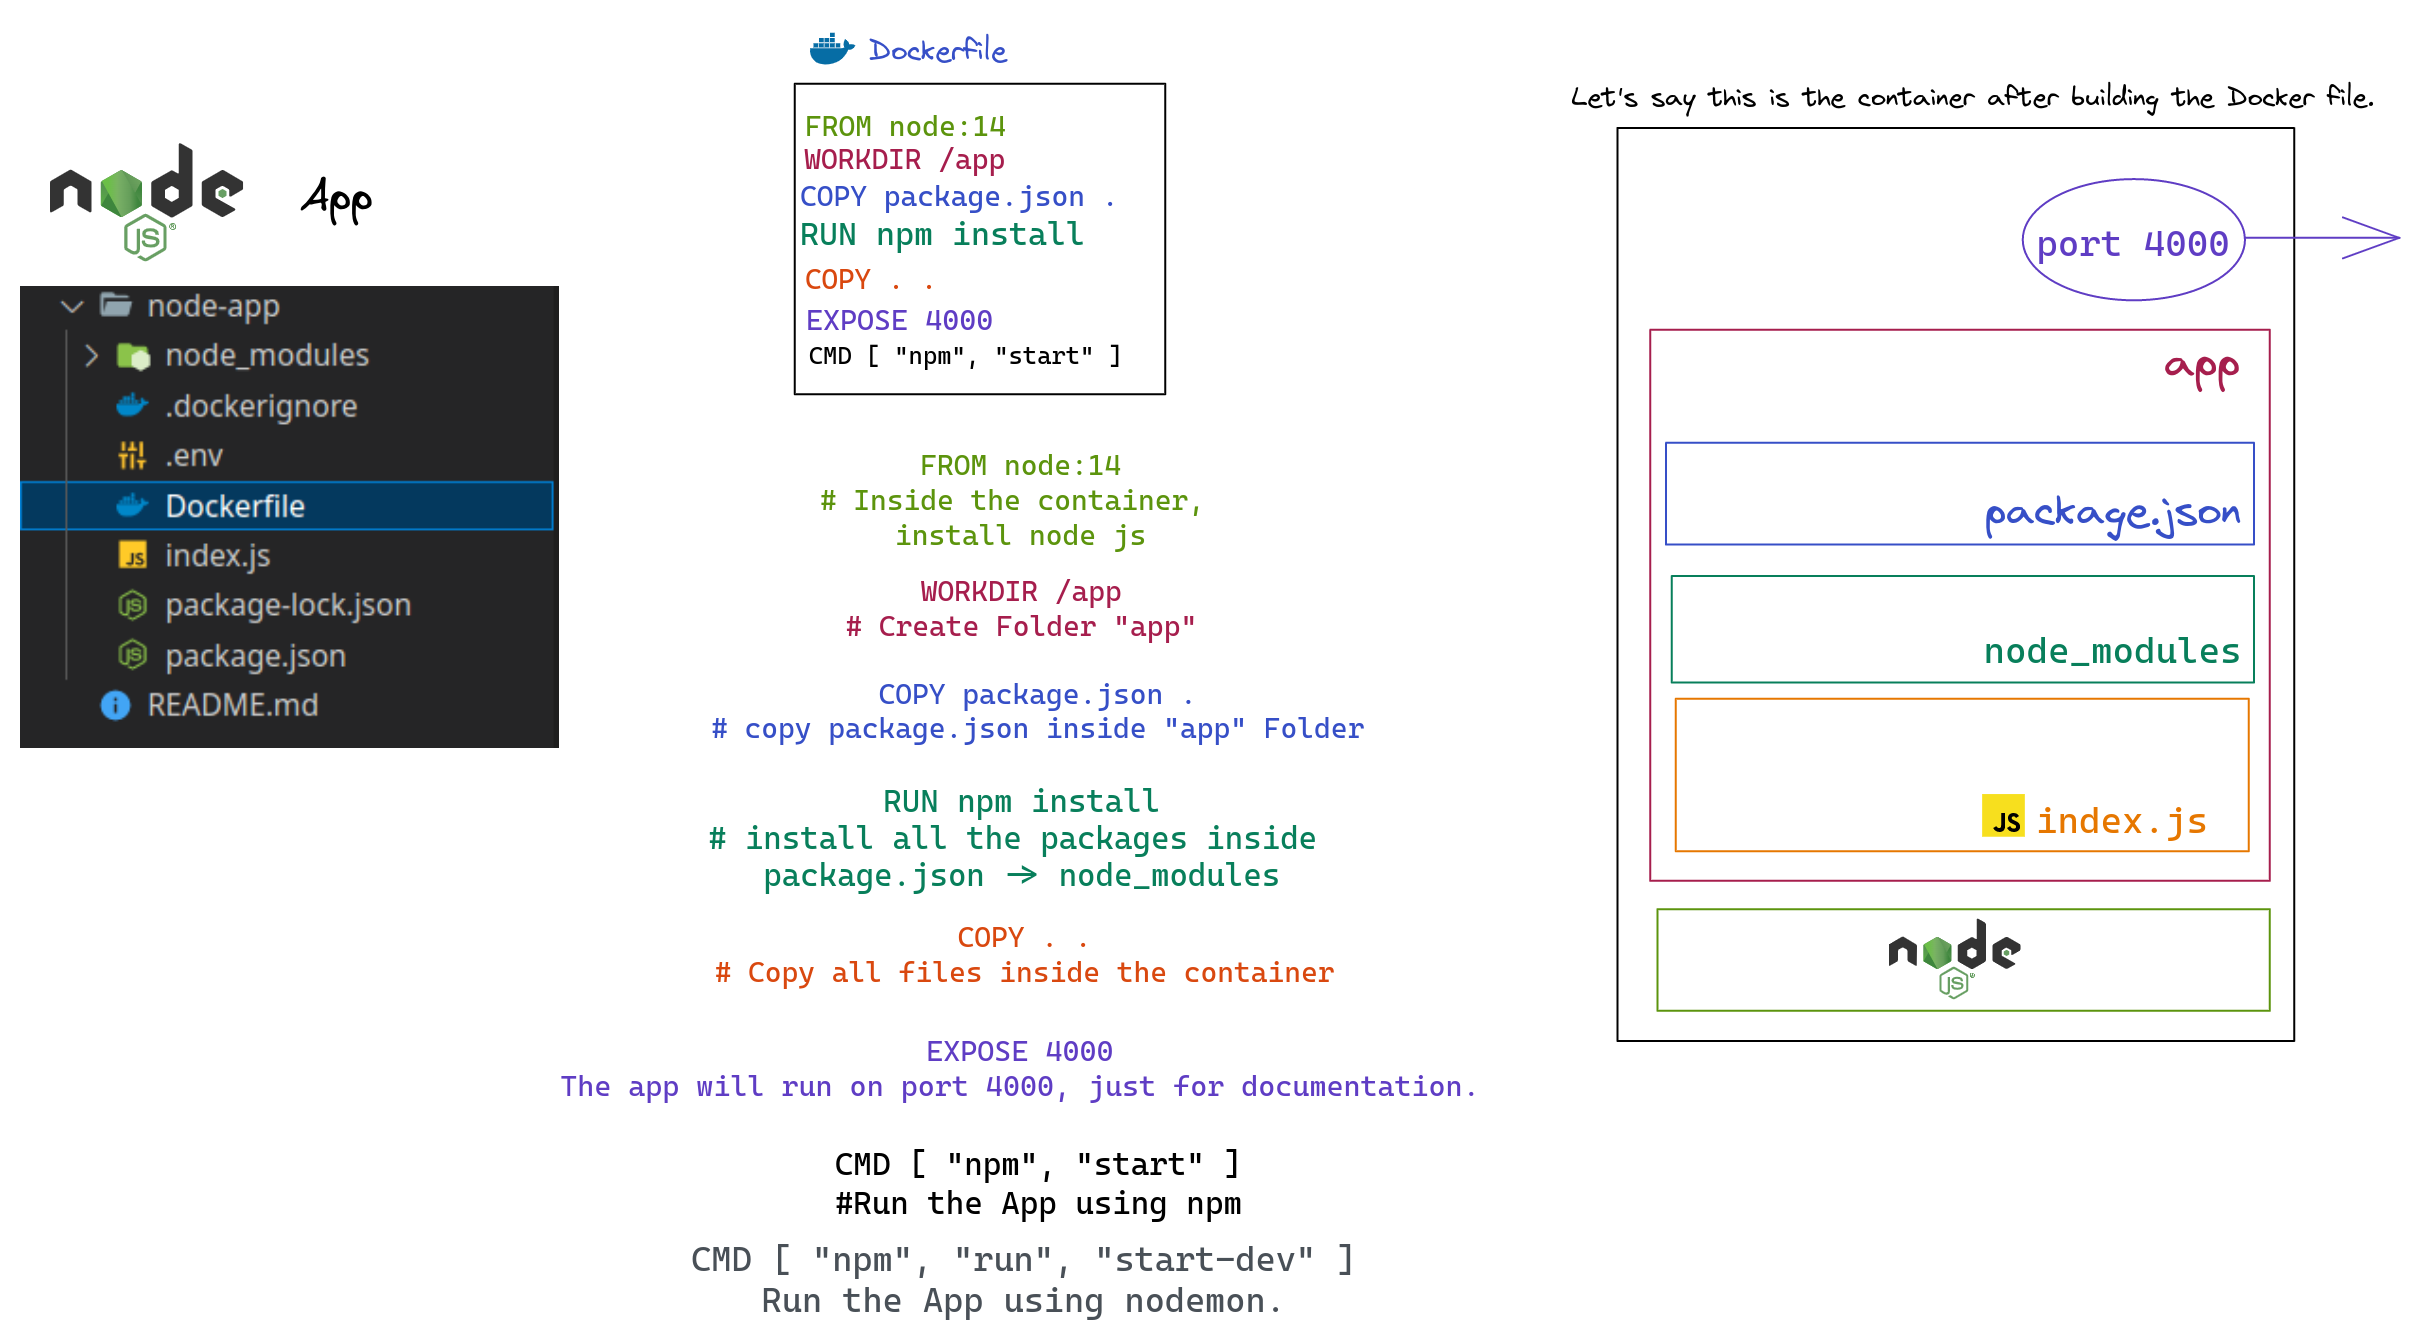 node
JS
App
node-app
node_modules
.dockerignore
.env
Dockerfile
JS index.js
JS package-lock.json
JS package.json
i README.md
Dockerfile
FROM node:14
WORKDIR /app
COPY package.json .
RUN npm install
COPY . .
EXPOSE 4000
CMD [ "npm", "start" ]
FROM node:14
# Inside the container,
install node js
WORKDIR /app
# Create Folder "app"
COPY package.json .
# copy package.json inside "app" Folder
RUN npm install
# install all the packages inside
package.json -> node_modules
COPY . .
# Copy all files inside the container
EXPOSE 4000
The app will run on port 4000, just for documentation.
CMD [ "npm", "start" ]
#Run the App using npm
CMD [ "npm", "run", "start-dev" ]
Run the App using nodemon.
Let's say this is the container after building the Docker file.
port 4000
app
package.json
node_modules
JS index.js
node
JS